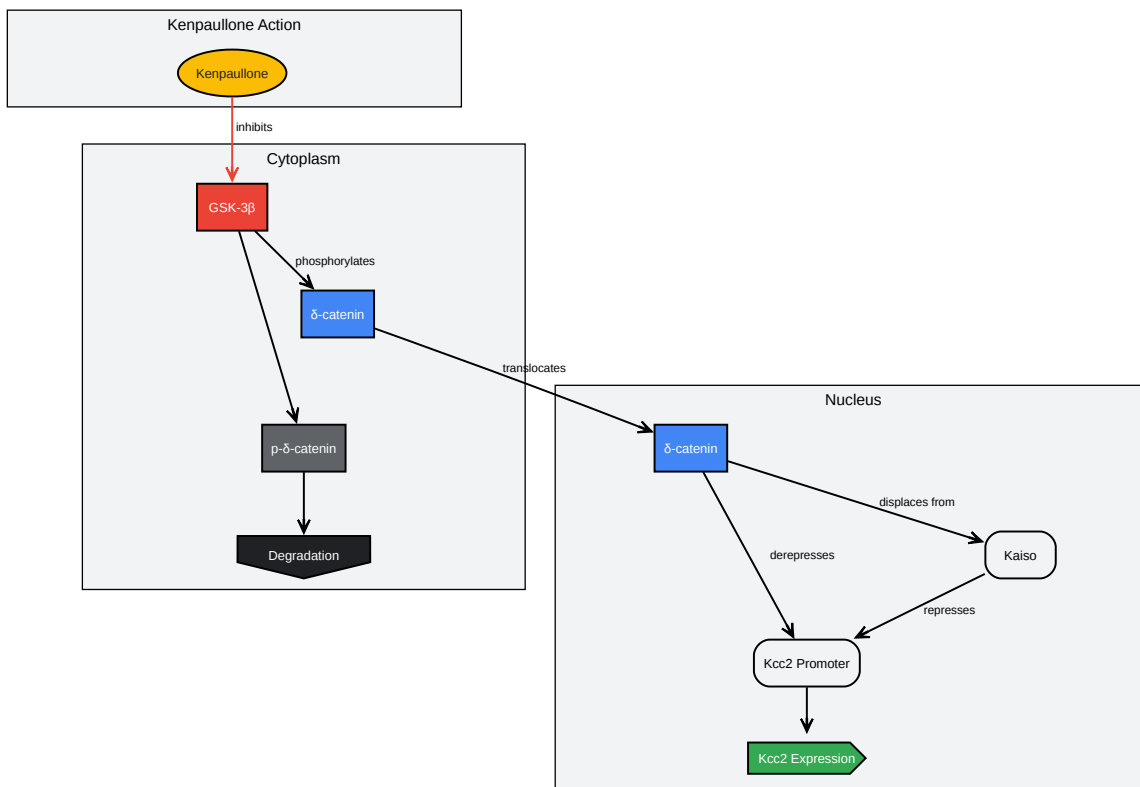 Kenpaullone Action
Kenpaullone
inhibits
Cytoplasm
GSK-3β
phosphorylates
δ-catenin
translocates
p-δ-catenin
Degradation
Nucleus
δ-catenin
displaces from
Kaiso
derepresses
represses
Kcc2 Promoter
Kcc2 Expression